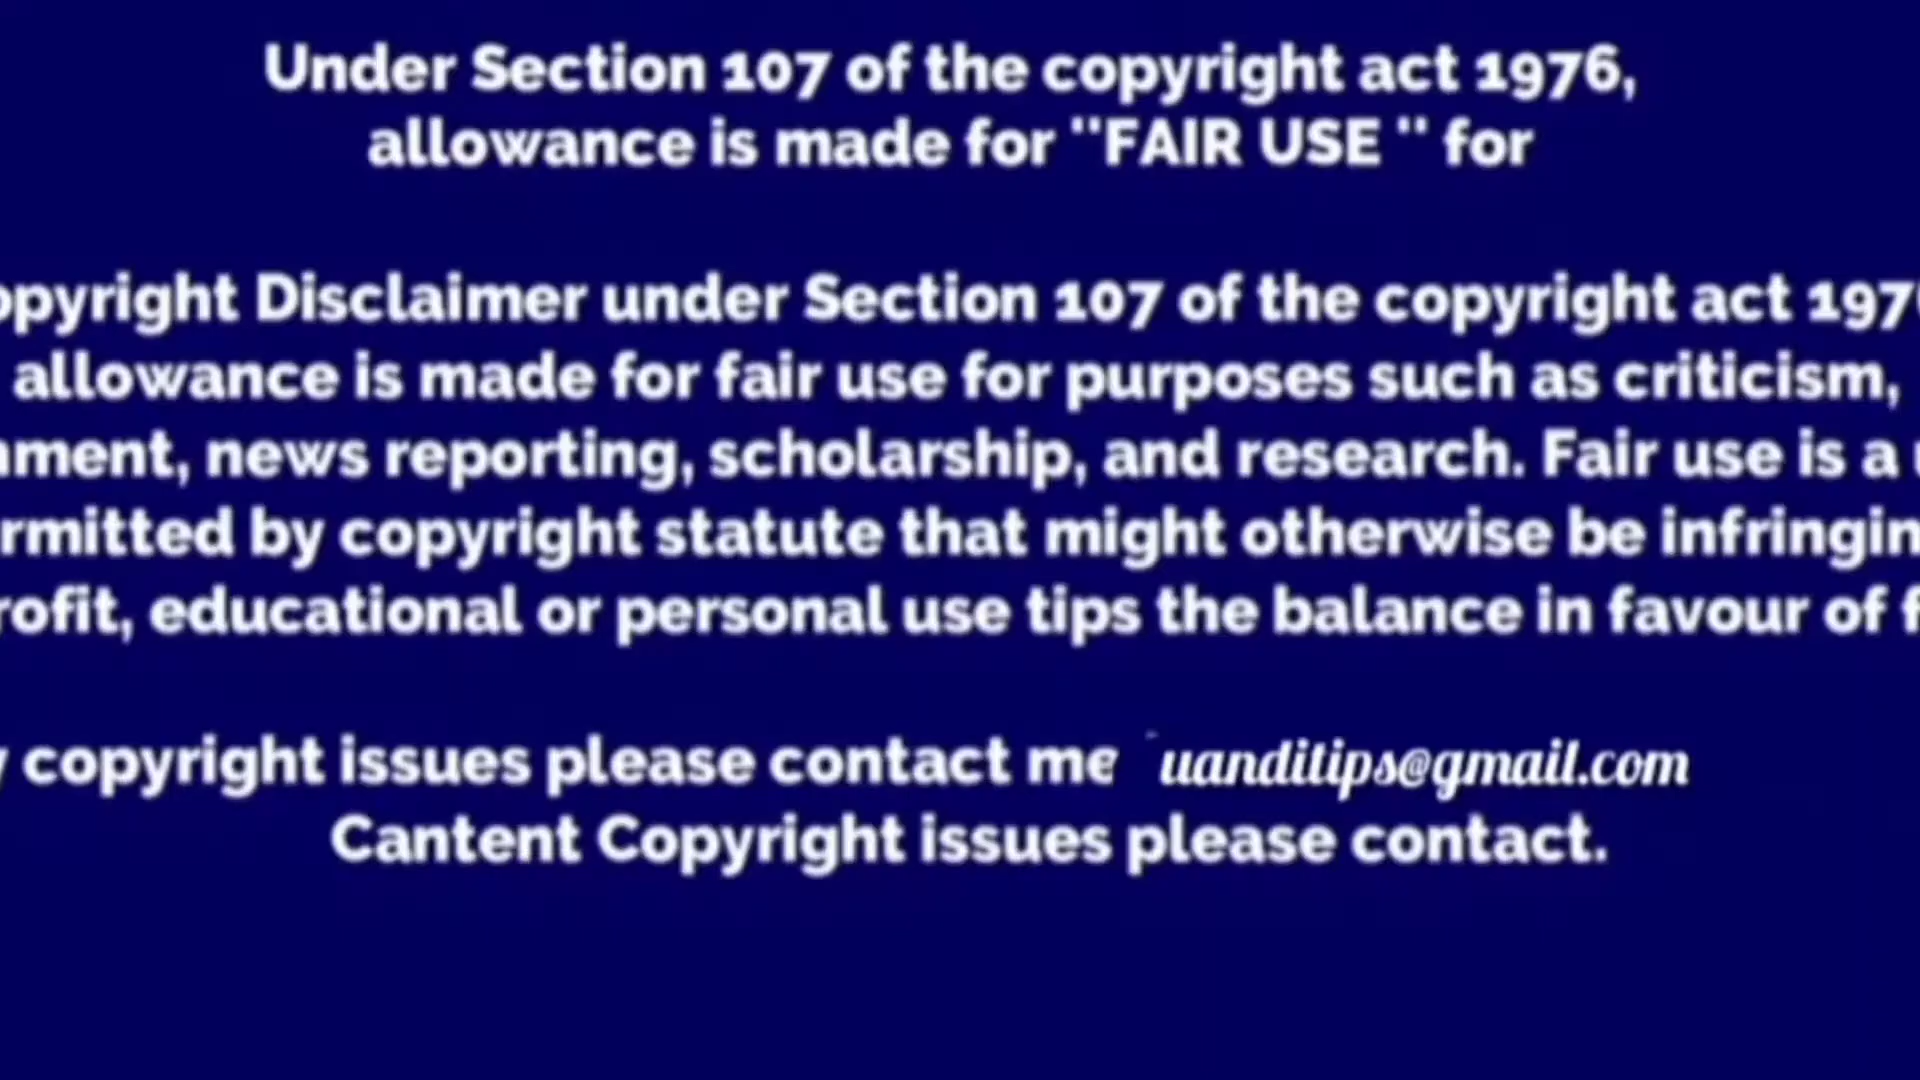 Under Section 107 of the copyright act 1976,
allowance is made for "FAIR USE " for
opyright Disclaimer under Section 107 of the copyright act 197
allowance is made for fair use for purposes such as criticism,
ment, news reporting, scholarship, and research. Fair use is a
rmitted by copyright statute that might otherwise be infringin
rofit, educational or personal use tips the balance in favour of f
y copyright issues please contact me uanditips@gmail.com
Cantent Copyright issues please contact.